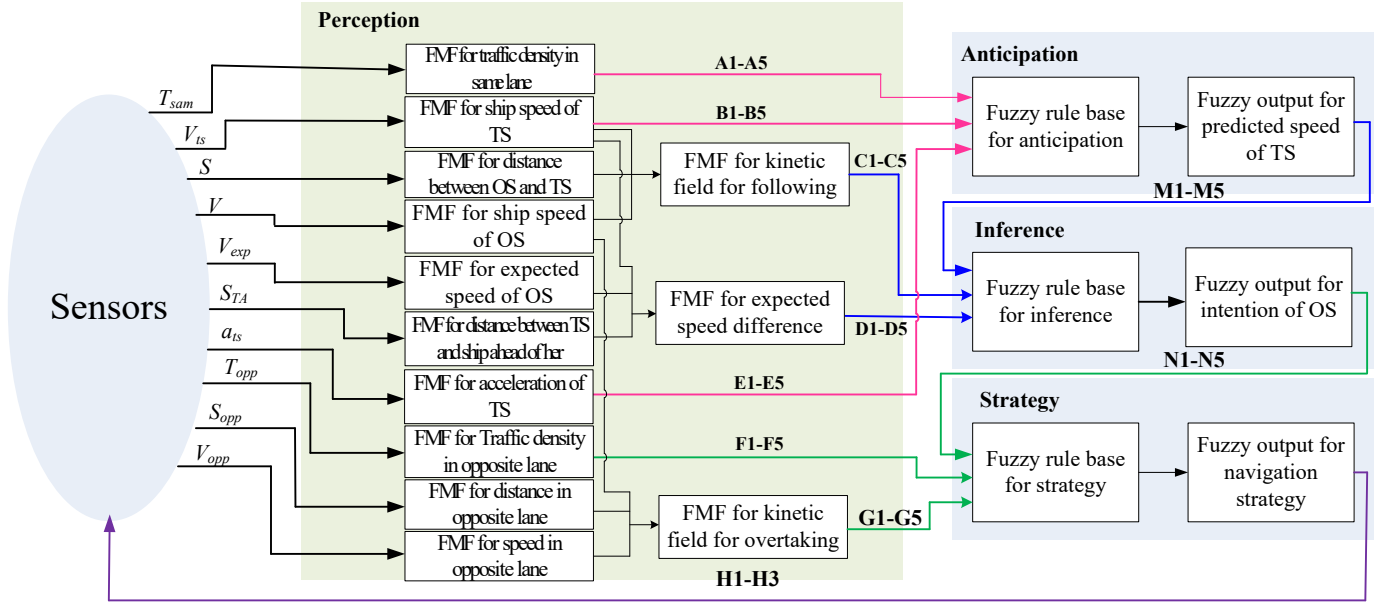 Perception
Sensors
T_sam
V_ts
S
V
V_exp
S_TA
a_ts
T_opp
S_opp
V_opp
FMF for traffic density in
same lane
FMF for ship speed of
TS
FMF for distance
between OS and TS
FMF for ship speed
of OS
FMF for expected
speed of OS
FMF for distance between TS
and ship ahead of her
FMF for acceleration of
TS
FMF for Traffic density
in opposite lane
FMF for distance in
opposite lane
FMF for speed in
opposite lane
FMF for kinetic
field for following
FMF for expected
speed difference
FMF for kinetic
field for overtaking
A1-A5
B1-B5
C1-C5
D1-D5
E1-E5
F1-F5
G1-G5
H1-H3
Anticipation
Fuzzy rule base
for anticipation
Fuzzy output for
predicted speed
of TS
M1-M5
Inference
Fuzzy rule base
for inference
Fuzzy output for
intention of OS
N1-N5
Strategy
Fuzzy rule base
for strategy
Fuzzy output for
navigation
strategy